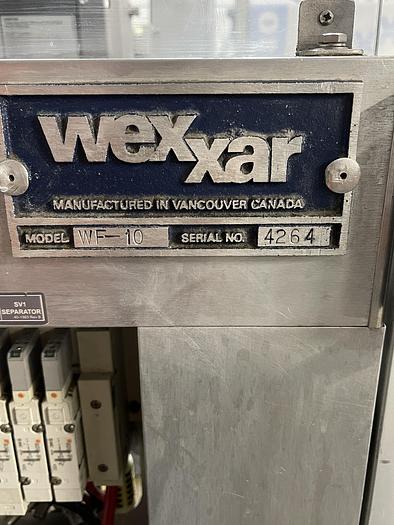 wexxar
MANUFACTURED IN VANCOUVER CANADA
MODEL WF-10 SERIAL NO. 4264
SV1
SEPARATOR